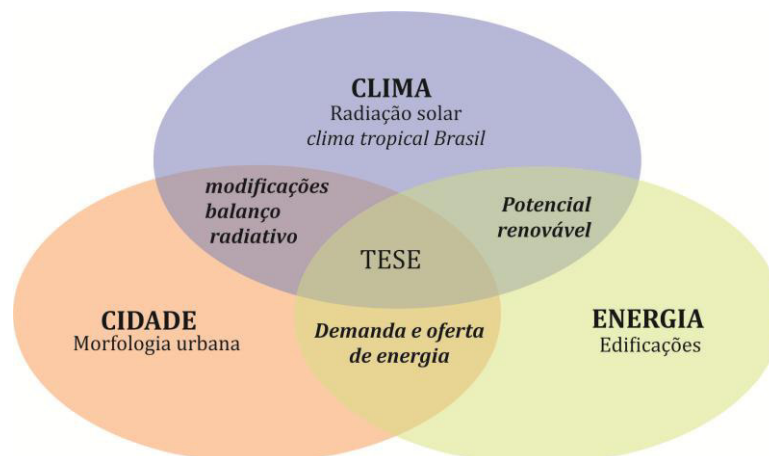 CLIMA
Radiação solar
clima tropical Brasil
modificações
balanço
radiativo
Potencial
renovável
TESE
CIDADE
Morfologia urbana
Demanda e oferta
de energia
ENERGIA
Edificações